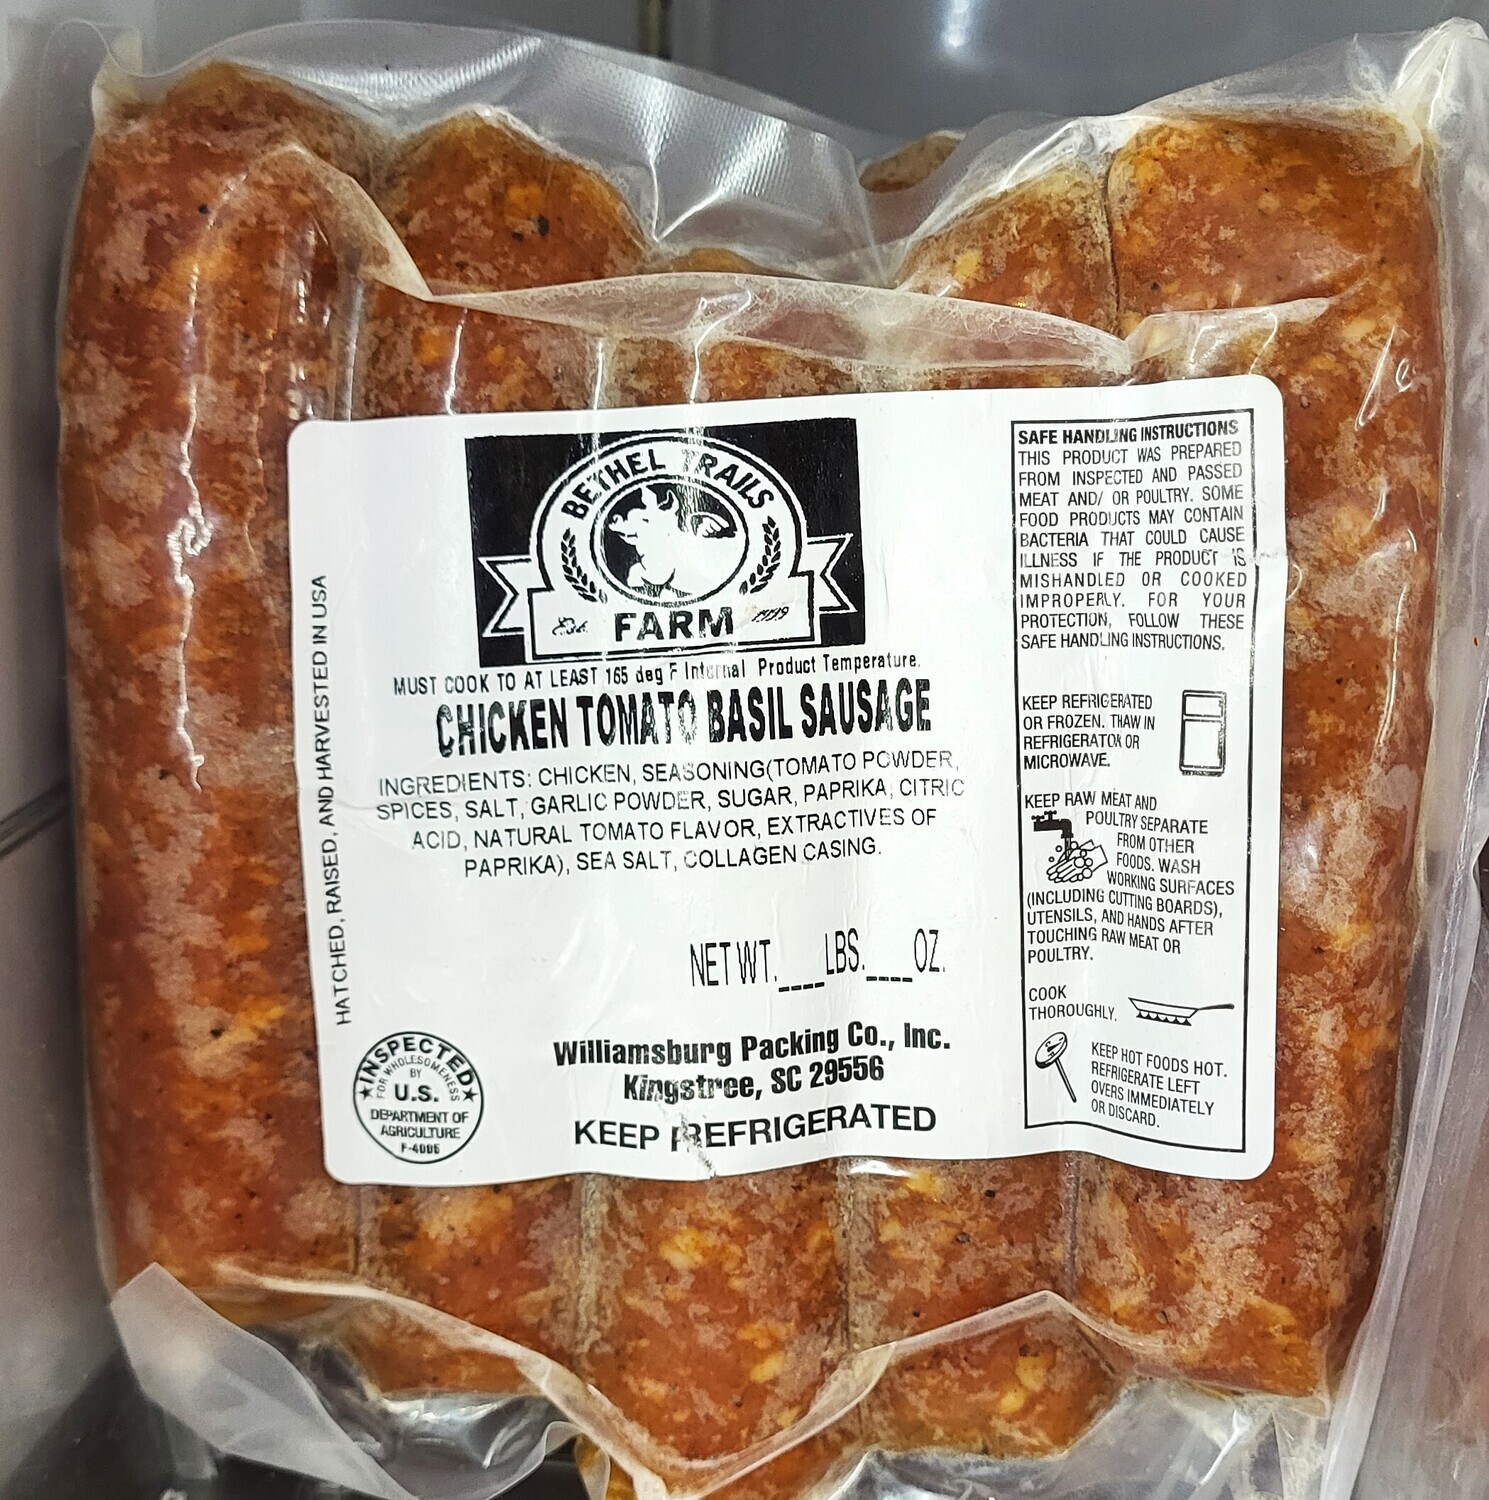 BETHEL TRAILS
Est. FARM 1999
MUST COOK TO AT LEAST 165 deg F Internal Product Temperature.
CHICKEN TOMATO BASIL SAUSAGE
INGREDIENTS: CHICKEN, SEASONING(TOMATO POWDER,
SPICES, SALT, GARLIC POWDER, SUGAR, PAPRIKA, CITRIC
ACID, NATURAL TOMATO FLAVOR, EXTRACTIVES OF
PAPRIKA), SEA SALT, COLLAGEN CASING.
NET WT.____LBS.____OZ.
Williamsburg Packing Co., Inc.
Kingstree, SC 29556
KEEP REFRIGERATED
HATCHED, RAISED, AND HARVESTED IN USA
INSPECTED
FOR WHOLESOMENESS
BY
U.S.
DEPARTMENT OF
AGRICULTURE
SAFE HANDLING INSTRUCTIONS
THIS PRODUCT WAS PREPARED
FROM INSPECTED AND PASSED
MEAT AND/ OR POULTRY. SOME
FOOD PRODUCTS MAY CONTAIN
BACTERIA THAT COULD CAUSE
ILLNESS IF THE PRODUCT IS
MISHANDLED OR COOKED
IMPROPERLY. FOR YOUR
PROTECTION, FOLLOW THESE
SAFE HANDLING INSTRUCTIONS.
KEEP REFRIGERATED
OR FROZEN. THAW IN
REFRIGERATOR OR
MICROWAVE.
KEEP RAW MEAT AND
POULTRY SEPARATE
FROM OTHER
FOODS. WASH
WORKING SURFACES
(INCLUDING CUTTING BOARDS),
UTENSILS, AND HANDS AFTER
TOUCHING RAW MEAT OR
POULTRY.
COOK
THOROUGHLY.
KEEP HOT FOODS HOT.
REFRIGERATE LEFT
OVERS IMMEDIATELY
OR DISCARD.